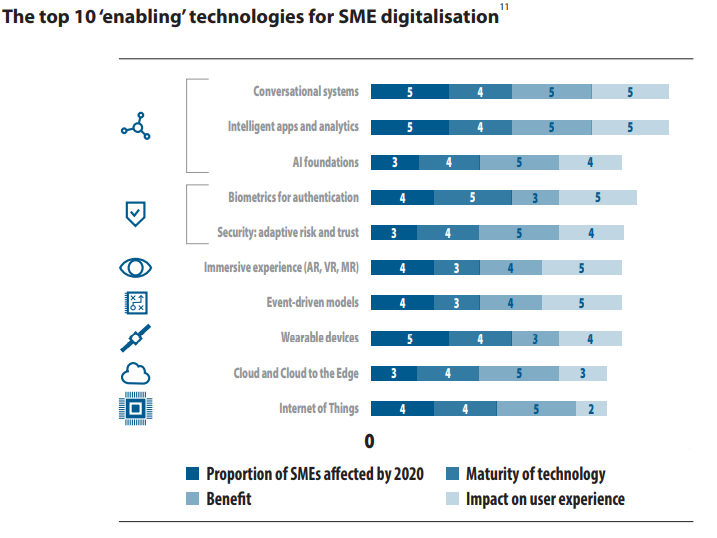 The top 10 ‘enabling’ technologies for SME digitalisation11
Conversational systems 5 4 5 5
Intelligent apps and analytics 5 4 5 5
AI foundations 3 4 5 4
Biometrics for authentication 4 5 3 5
Security: adaptive risk and trust 3 4 5 4
Immersive experience (AR, VR, MR) 4 3 4 5
Event-driven models 4 3 4 5
Wearable devices 5 4 3 4
Cloud and Cloud to the Edge 3 4 5 3
Internet of Things 4 4 5 2
0
Proportion of SMEs affected by 2020 Maturity of technology
Benefit Impact on user experience